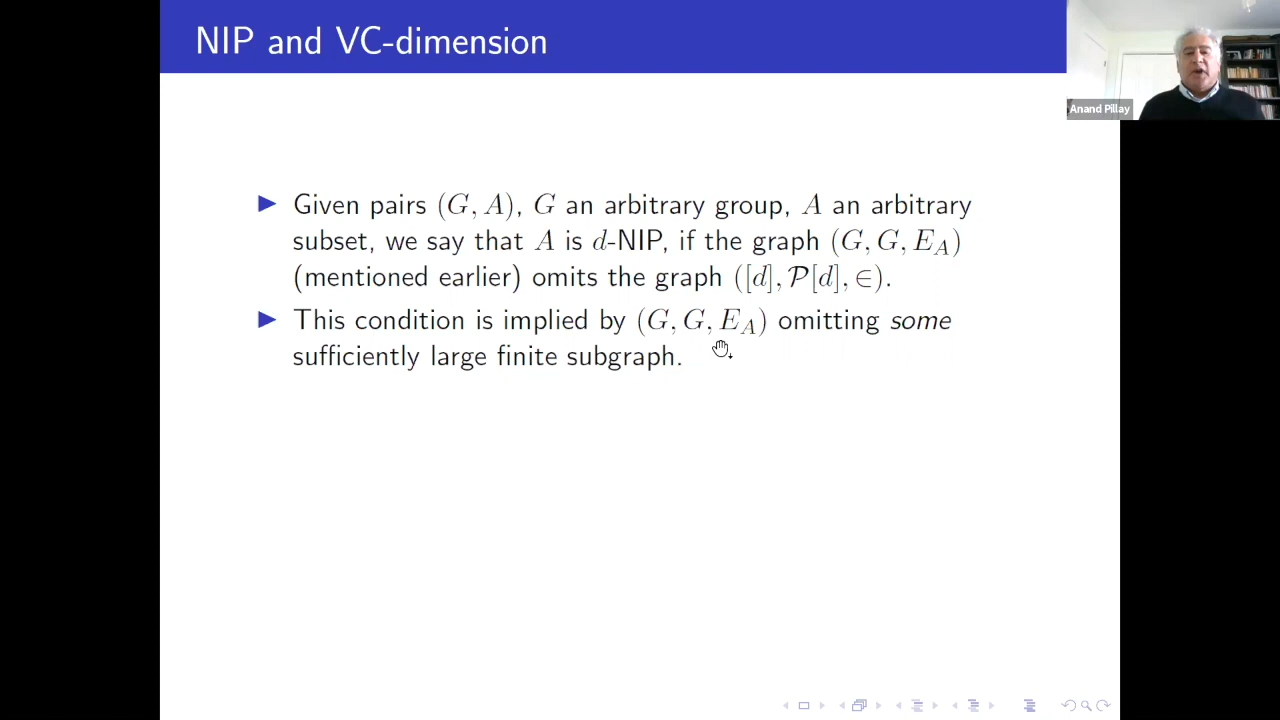 NIP and VC-dimension
Anand Pillay
▶ Given pairs (G, A), G an arbitrary group, A an arbitrary
subset, we say that A is d-NIP, if the graph (G, G, E_A)
(mentioned earlier) omits the graph ([d], 𝒫[d], ∈).
▶ This condition is implied by (G, G, E_A) omitting some
sufficiently large finite subgraph.